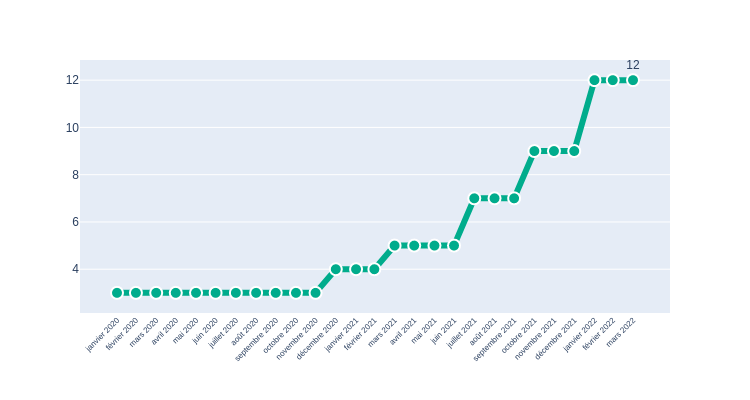 12
12
10
8
6
4
janvier 2020
février 2020
mars 2020
avril 2020
mai 2020
juin 2020
juillet 2020
août 2020
septembre 2020
octobre 2020
novembre 2020
décembre 2020
janvier 2021
février 2021
mars 2021
avril 2021
mai 2021
juin 2021
juillet 2021
août 2021
septembre 2021
octobre 2021
novembre 2021
décembre 2021
janvier 2022
février 2022
mars 2022